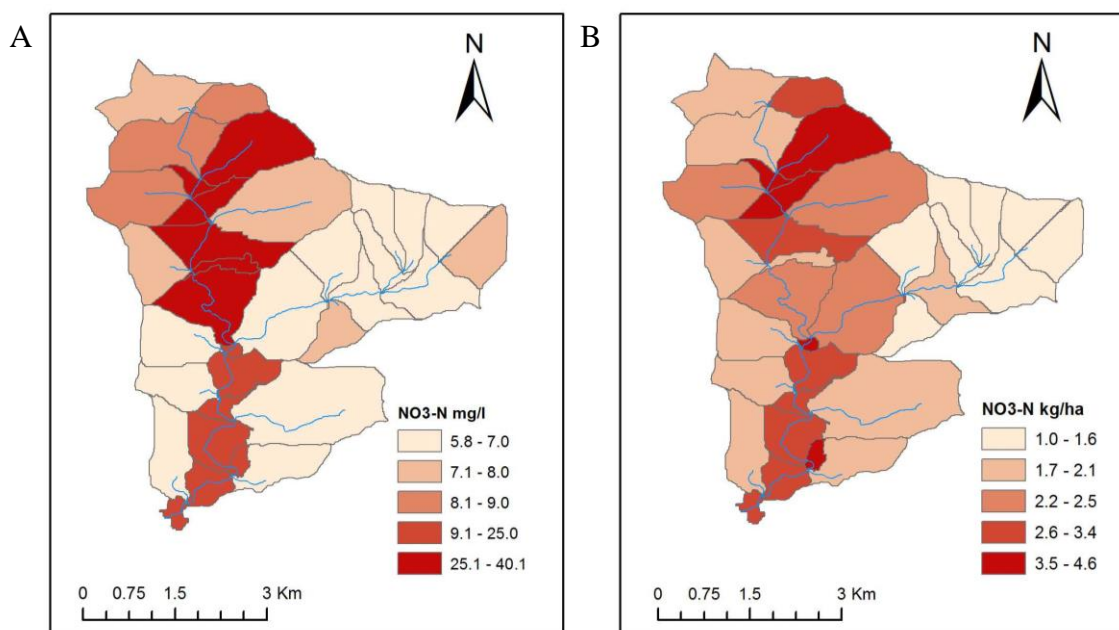 A
N
NO3-N mg/l
5.8 - 7.0
7.1 - 8.0
8.1 - 9.0
9.1 - 25.0
25.1 - 40.1
0 0.75 1.5 3 Km
B
N
NO3-N kg/ha
1.0 - 1.6
1.7 - 2.1
2.2 - 2.5
2.6 - 3.4
3.5 - 4.6
0 0.75 1.5 3 Km